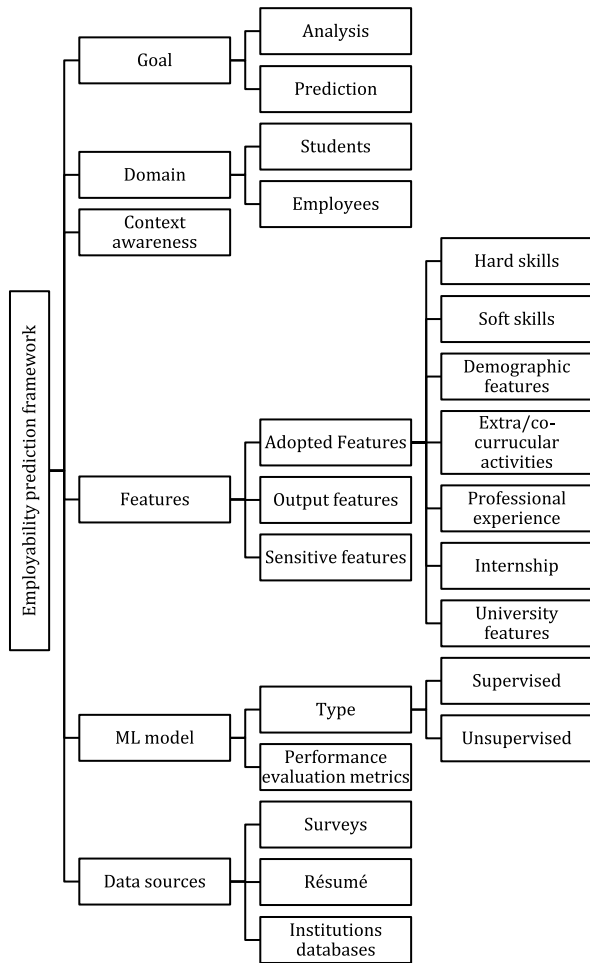 Employability prediction framework
Goal
Analysis
Prediction
Domain
Students
Employees
Context
awareness
Features
Adopted Features
Hard skills
Soft skills
Demographic
features
Extra/co-
currucular
activities
Professional
experience
Internship
University
features
Output features
Sensitive features
ML model
Type
Supervised
Unsupervised
Performance
evaluation metrics
Data sources
Surveys
Résumé
Institutions
databases